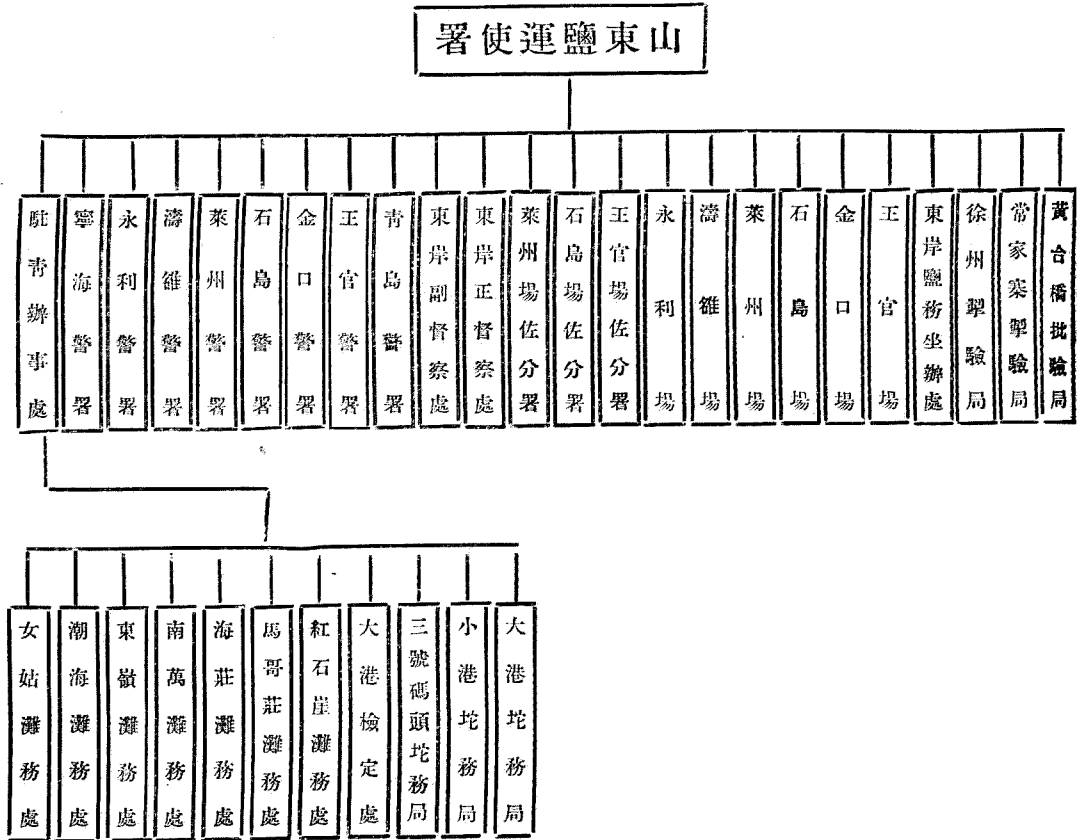 山東鹽運使署
黃台橋批驗局
常家寨掣驗局
徐州掣驗局
東岸鹽務坐辦處
王官場
金口場
石島場
萊州場
濤雒場
永利場
王官場佐分署
石島場佐分署
萊州場佐分署
東岸正督察處
東岸副督察處
青島警署
王官警署
金口警署
石島警署
萊州警署
濤雒警署
永利警署
寧海警署
駐青辦事處
大港坨務局
小港坨務局
三號碼頭坨務局
大港檢定處
紅石崖灘務處
馬哥莊灘務處
海莊灘務處
南萬灘務處
東嶺灘務處
潮海灘務處
女姑灘務處